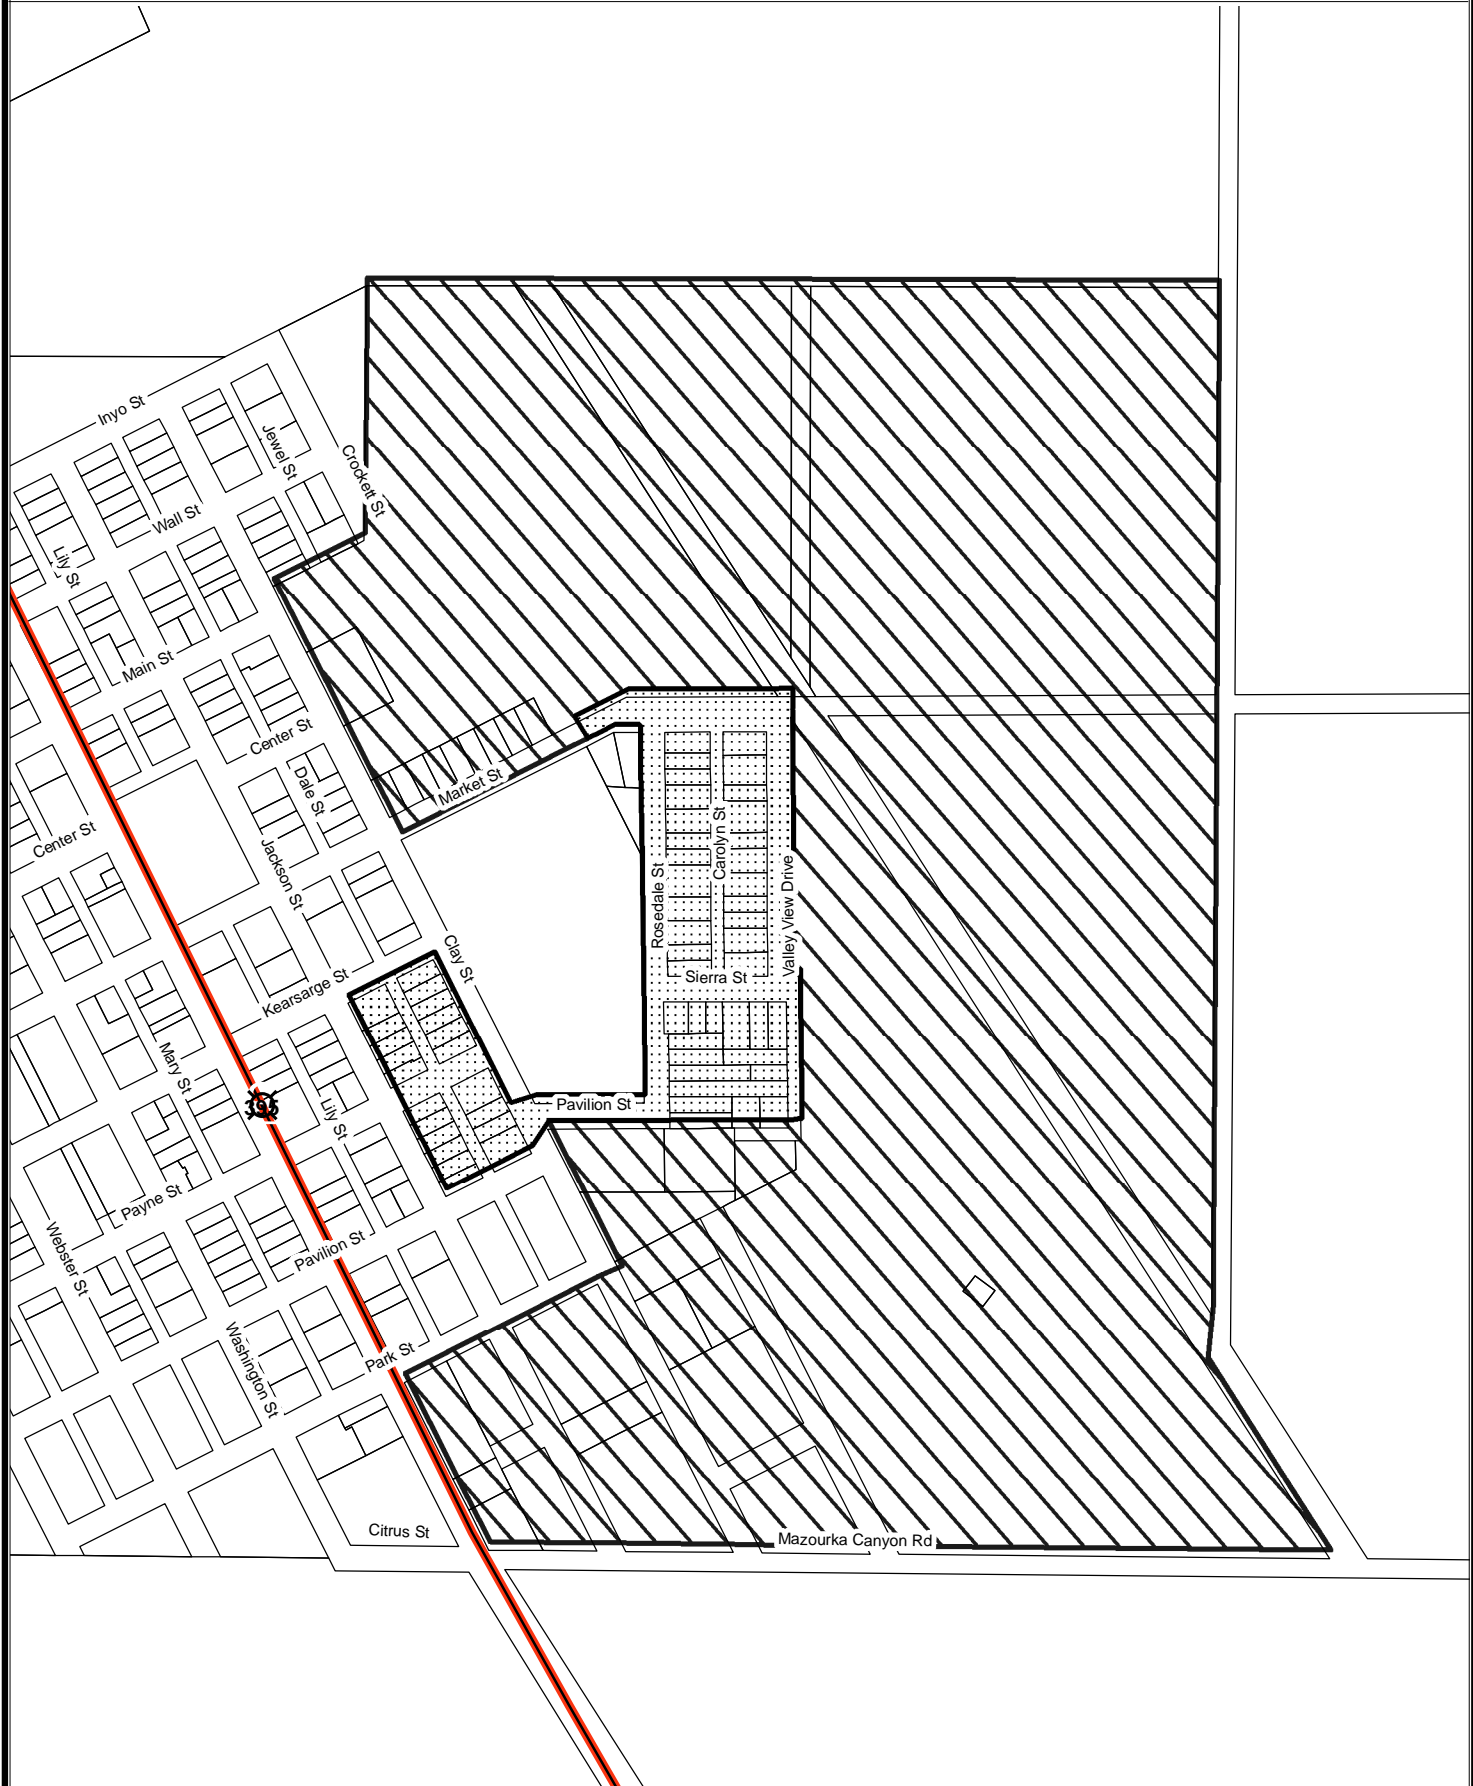 Inyo St
Jewel St
Crockett St
Wall St
Lily St
Main St
Center St
Market St
Dale St
Center St
Jackson St
Carolyn St
Rosedale St
Valley View Drive
Clay St
Sierra St
Kearsarge St
Mary St
395
Lily St
Pavilion St
Payne St
Webster St
Pavilion St
Washington St
Park St
Citrus St
Mazourka Canyon Rd